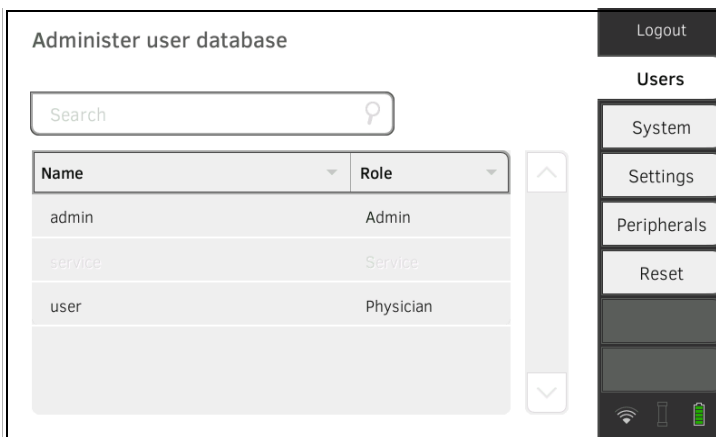 Administer user database
Search
Name Role
admin Admin
service Service
user Physician
Logout
Users
System
Settings
Peripherals
Reset